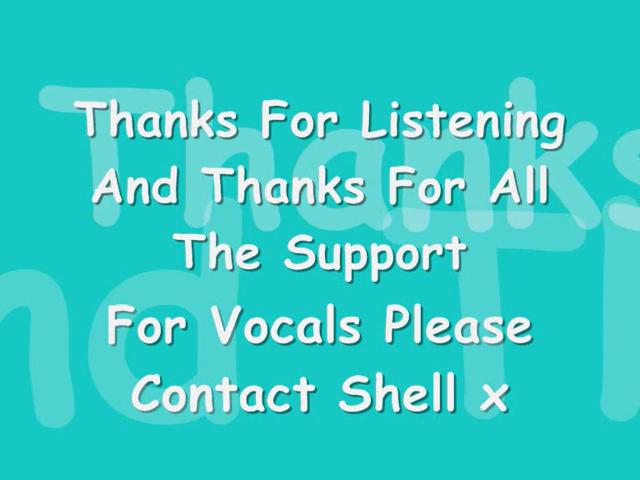 Thanks For Listening
And Thanks For All
The Support
For Vocals Please
Contact Shell x